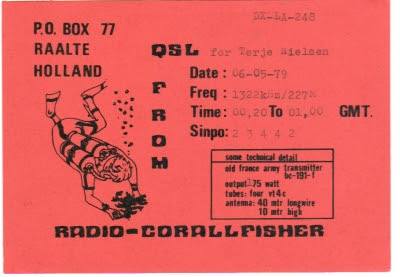 DX-LA-248
P.O. BOX 77
RAALTE
HOLLAND
QSL for Terje Nielsen
FROM
Date : 06-05-79
Freq : 1322khz/227M
Time: 00,20 To 01,00 GMT.
Sinpo: 2 3 4 4 2
some technical detail
old france army transmitter
bc-191-f
output: 75 watt
tubes: four vt4c
antenna: 40 mtr longwire
10 mtr high
RADIO-CORALLFISHER